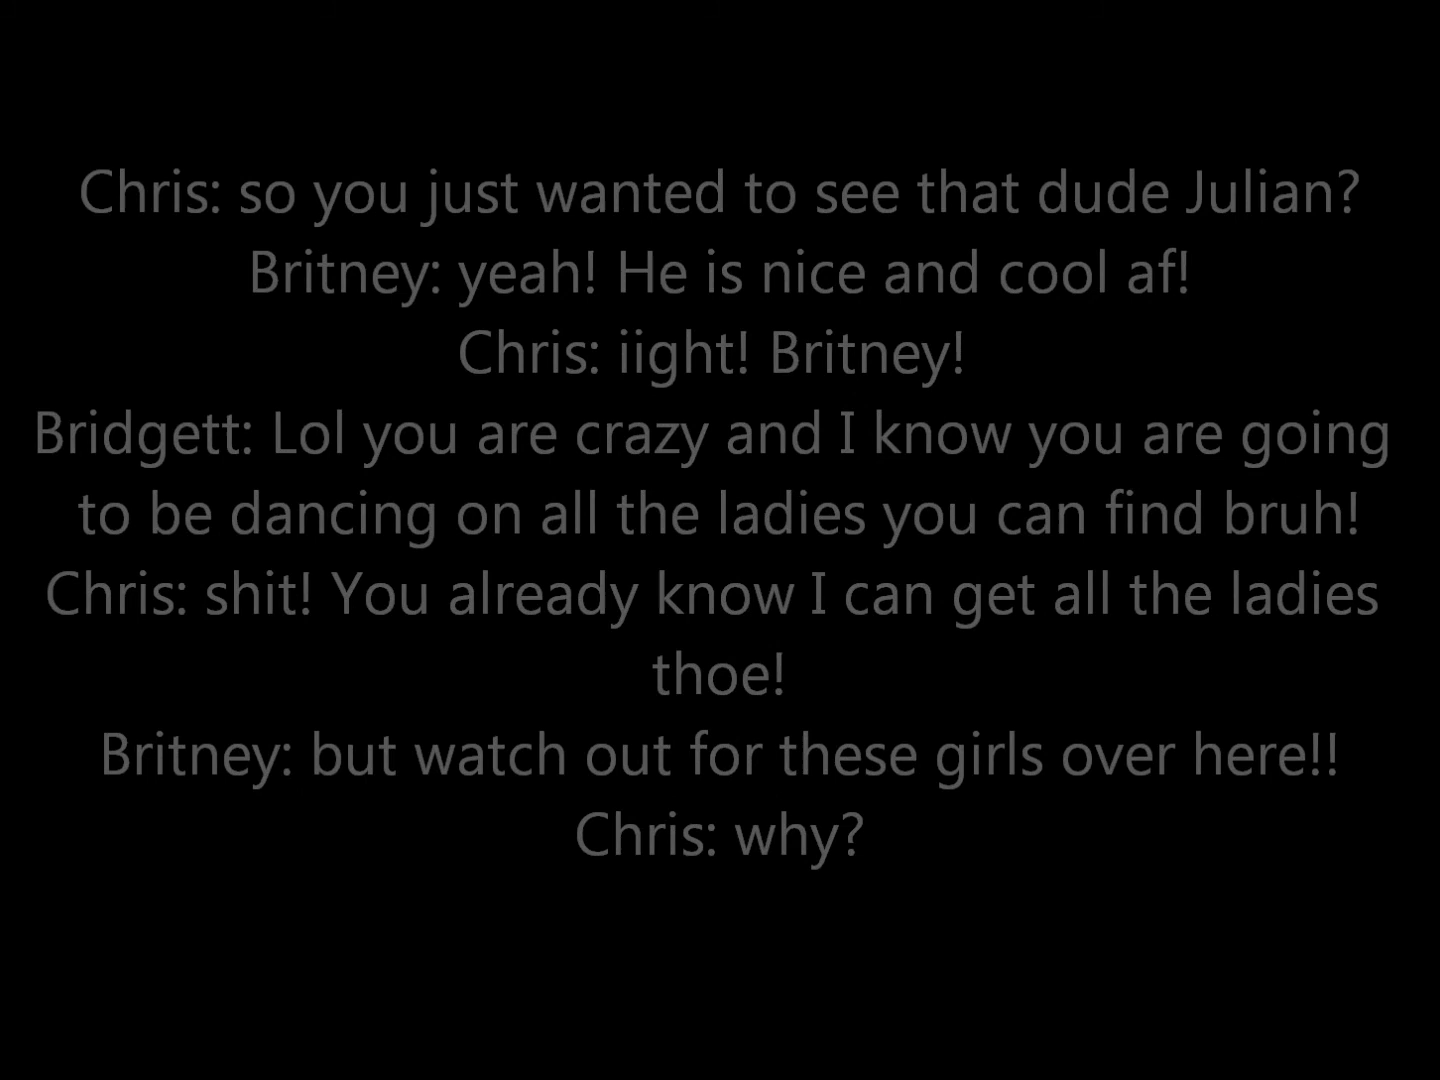 Chris: so you just wanted to see that dude Julian?
Britney: yeah! He is nice and cool af!
Chris: iight! Britney!
Bridgett: Lol you are crazy and I know you are going
to be dancing on all the ladies you can find bruh!
Chris: shit! You already know I can get all the ladies
thoe!
Britney: but watch out for these girls over here!!
Chris: why?